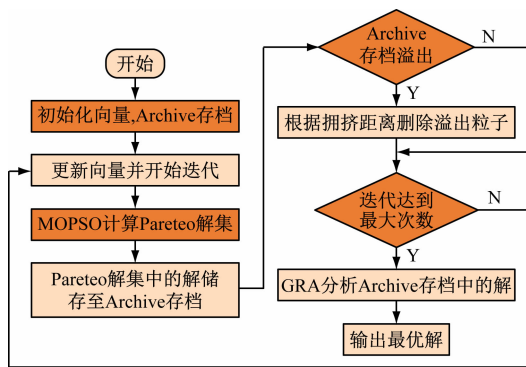 开始
初始化向量,Archive存档
更新向量并开始迭代
MOPSO计算Pareteo解集
Pareteo解集中的解储
存至Archive存档
Archive
存档溢出
N
Y
根据拥挤距离删除溢出粒子
迭代达到
最大次数
N
Y
GRA分析Archive存档中的解
输出最优解